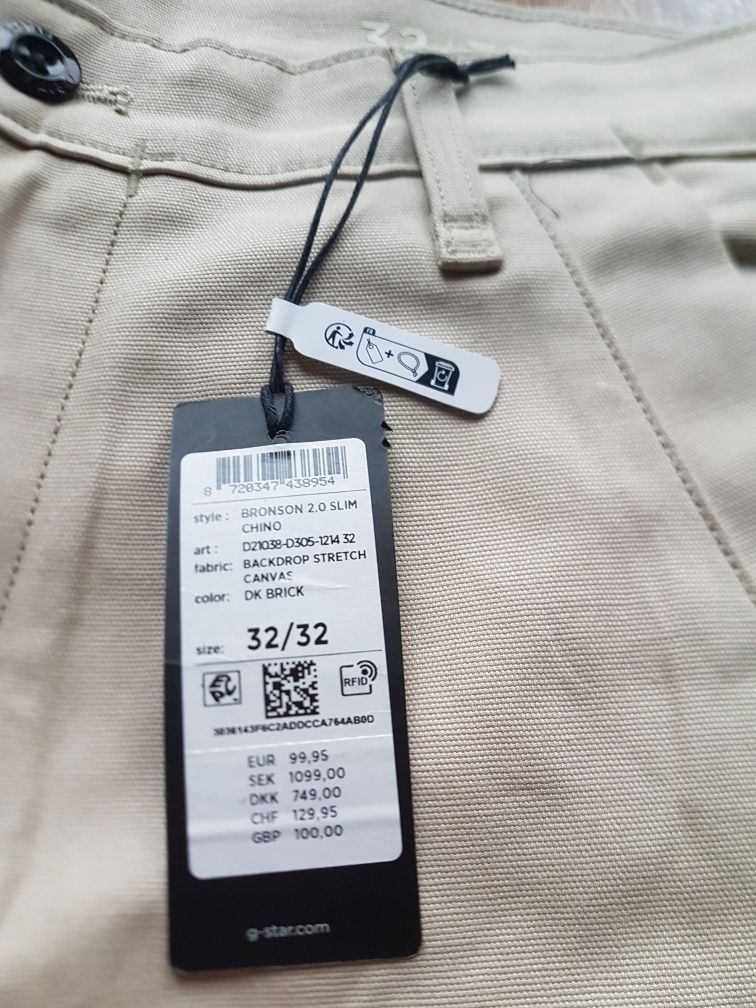 FR
8 720347 438954
style: BRONSON 2.0 SLIM
CHINO
art : D21038-D305-1214 32
fabric: BACKDROP STRETCH
CANVAS
color: DK BRICK
size: 32/32
RFID
3036143F6C2ADDCCA764AB0D
EUR 99,95
SEK 1099,00
DKK 749,00
CHF 129,95
GBP 100,00
g-star.com